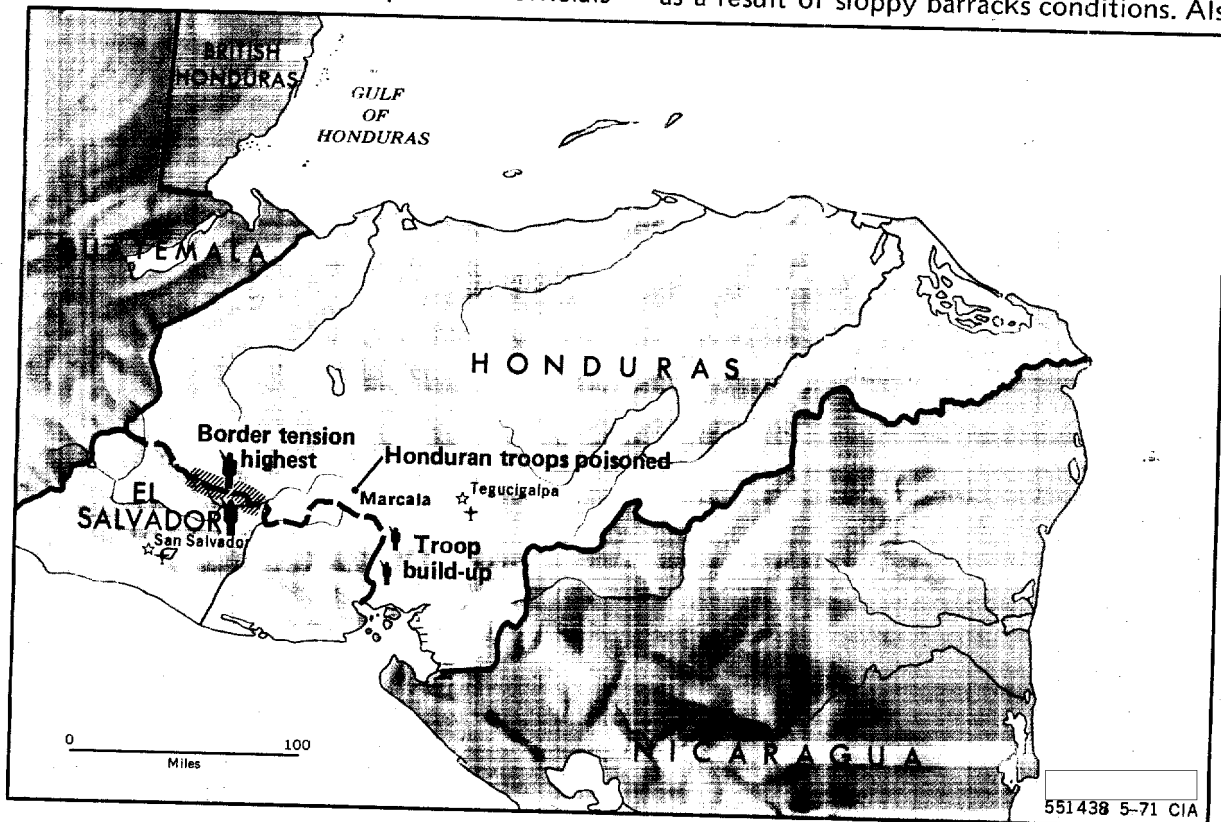 as a result of sloppy barracks conditions. Als
BRITISH
HONDURAS
GULF
OF
HONDURAS
GUATEMALA
HONDURAS
Border tension
highest
Honduran troops poisoned
Marcala
Tegucigalpa
EL
SALVADOR
San Salvador
Troop
build-up
0 100
Miles
NICARAGUA
551438 5-71 CIA